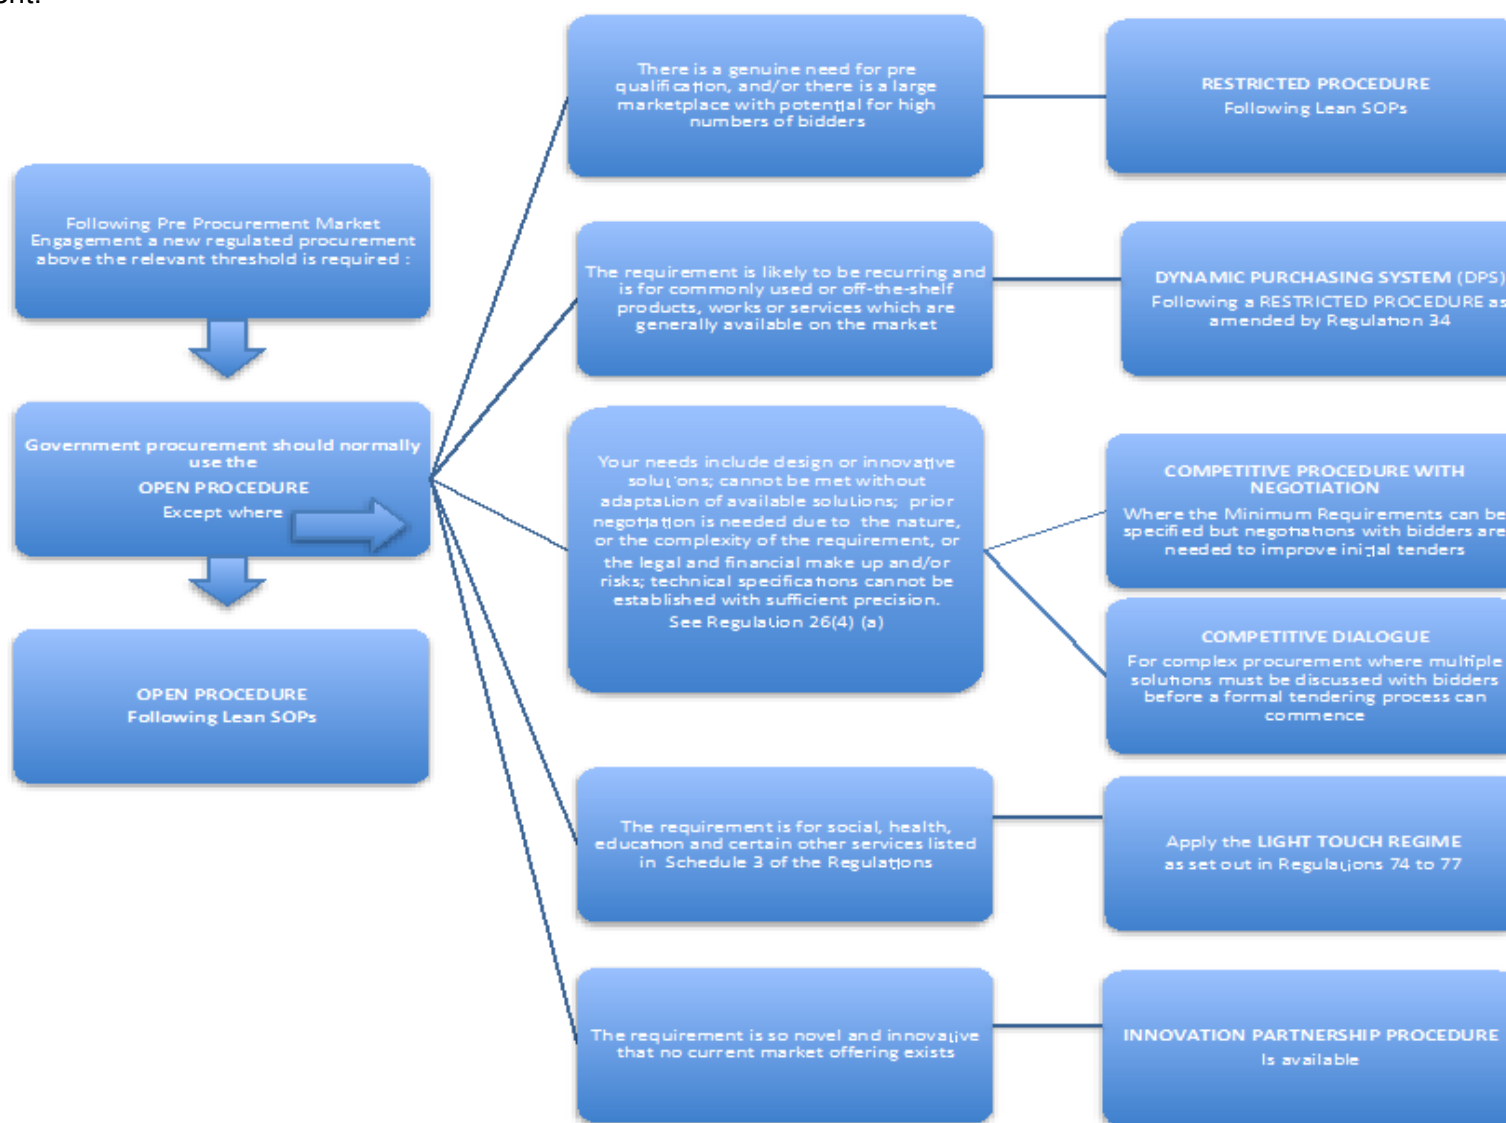 ent.
Following Pre Procurement Market
Engagement a new regulated procurement
above the relevant threshold is required :
Government procurement should normally
use the
OPEN PROCEDURE
Except where
OPEN PROCEDURE
Following Lean SOPs
There is a genuine need for pre
qualification, and/or there is a large
marketplace with potential for high
numbers of bidders
RESTRICTED PROCEDURE
Following Lean SOPs
The requirement is likely to be recurring and
is for commonly used or off-the-shelf
products, works or services which are
generally available on the market
DYNAMIC PURCHASING SYSTEM (DPS)
Following a RESTRICTED PROCEDURE as
amended by Regulation 34
Your needs include design or innovative
solutions; cannot be met without
adaptation of available solutions; prior
negotiation is needed due to the nature,
or the complexity of the requirement, or
the legal and financial make up and/or
risks; technical specifications cannot be
established with sufficient precision.
See Regulation 26(4) (a)
COMPETITIVE PROCEDURE WITH
NEGOTIATION
Where the Minimum Requirements can be
specified but negotiations with bidders are
needed to improve initial tenders
COMPETITIVE DIALOGUE
For complex procurement where multiple
solutions must be discussed with bidders
before a formal tendering process can
commence
The requirement is for social, health,
education and certain other services listed
in Schedule 3 of the Regulations
Apply the LIGHT TOUCH REGIME
as set out in Regulations 74 to 77
The requirement is so novel and innovative
that no current market offering exists
INNOVATION PARTNERSHIP PROCEDURE
Is available